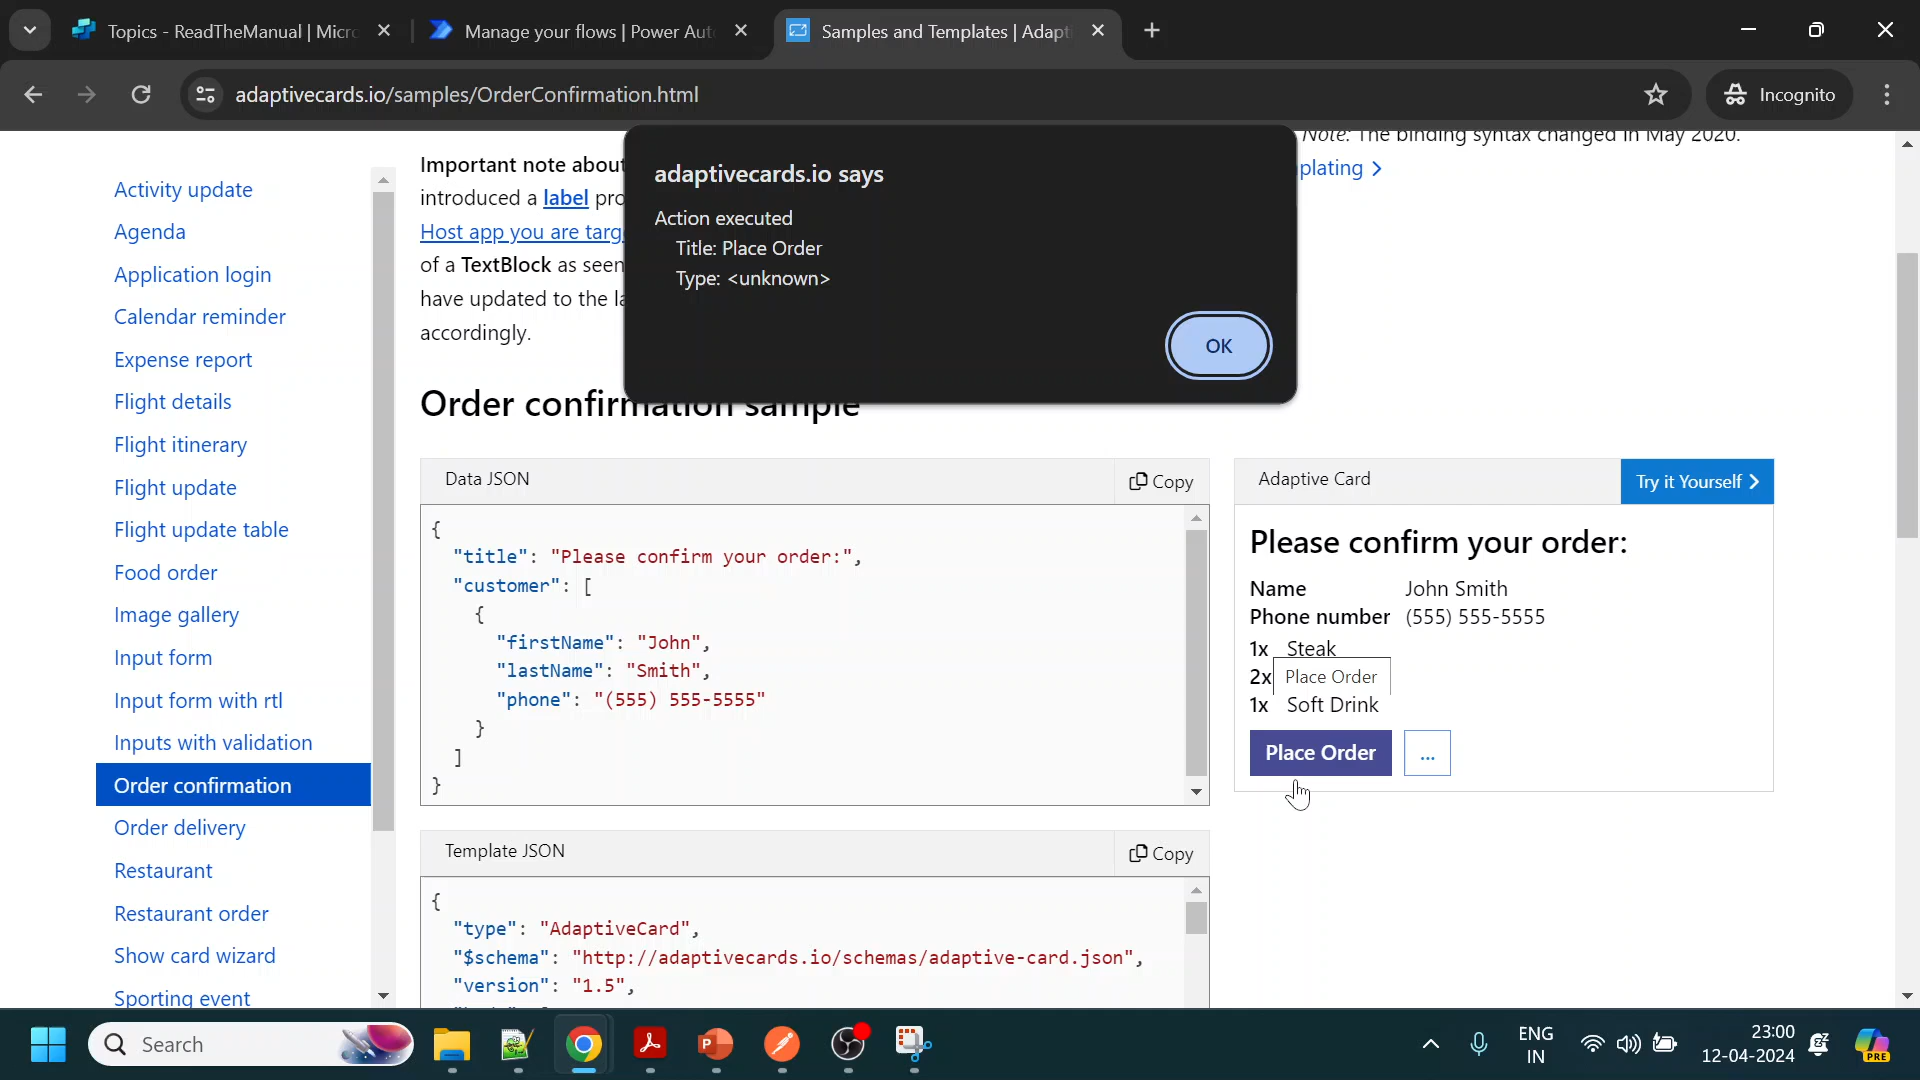 Topics - ReadTheManual | Micr
Manage your flows | Power Aut
Samples and Templates | Adapt
adaptivecards.io/samples/OrderConfirmation.html
Incognito
Activity update
Agenda
Application login
Calendar reminder
Expense report
Flight details
Flight itinerary
Flight update
Flight update table
Food order
Image gallery
Input form
Input form with rtl
Inputs with validation
Order confirmation
Order delivery
Restaurant
Restaurant order
Show card wizard
Sporting event
Important note about
introduced a label pro
Host app you are targ
of a TextBlock as seen
have updated to the la
accordingly.
Note: The binding syntax changed in May 2020.
plating >
adaptivecards.io says
Action executed
Title: Place Order
Type: <unknown>
OK
Order confirmation sample
Data JSON
Copy
{
"title": "Please confirm your order:",
"customer": [
{
"firstName": "John",
"lastName": "Smith",
"phone": "(555) 555-5555"
}
]
}
Template JSON
Copy
{
"type": "AdaptiveCard",
"$schema": "http://adaptivecards.io/schemas/adaptive-card.json",
"version": "1.5",
Adaptive Card
Try it Yourself >
Please confirm your order:
Name John Smith
Phone number (555) 555-5555
1x Steak
2x
Place Order
1x Soft Drink
Place Order
...
Search
ENG
IN
23:00
12-04-2024
PRE